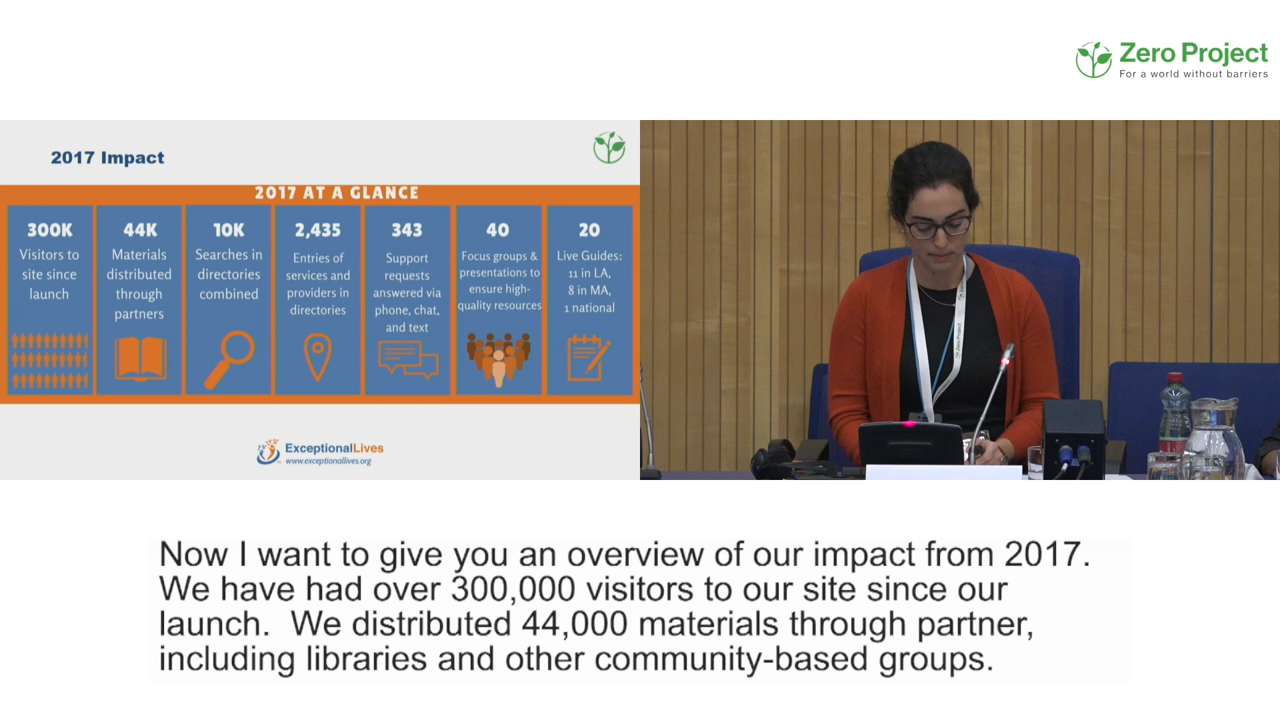 Zero Project
For a world without barriers
2017 Impact
2017 AT A GLANCE
300K
Visitors to
site since
launch
44K
Materials
distributed
through
partners
10K
Searches in
directories
combined
2,435
Entries of
services and
providers in
directories
343
Support
requests
answered via
phone, chat,
and text
40
Focus groups &
presentations to
ensure high-
quality resources
20
Live Guides:
11 in LA,
8 in MA,
1 national
ExceptionalLives
www.exceptionallives.org
Now I want to give you an overview of our impact from 2017.
We have had over 300,000 visitors to our site since our
launch.  We distributed 44,000 materials through partner,
including libraries and other community-based groups.